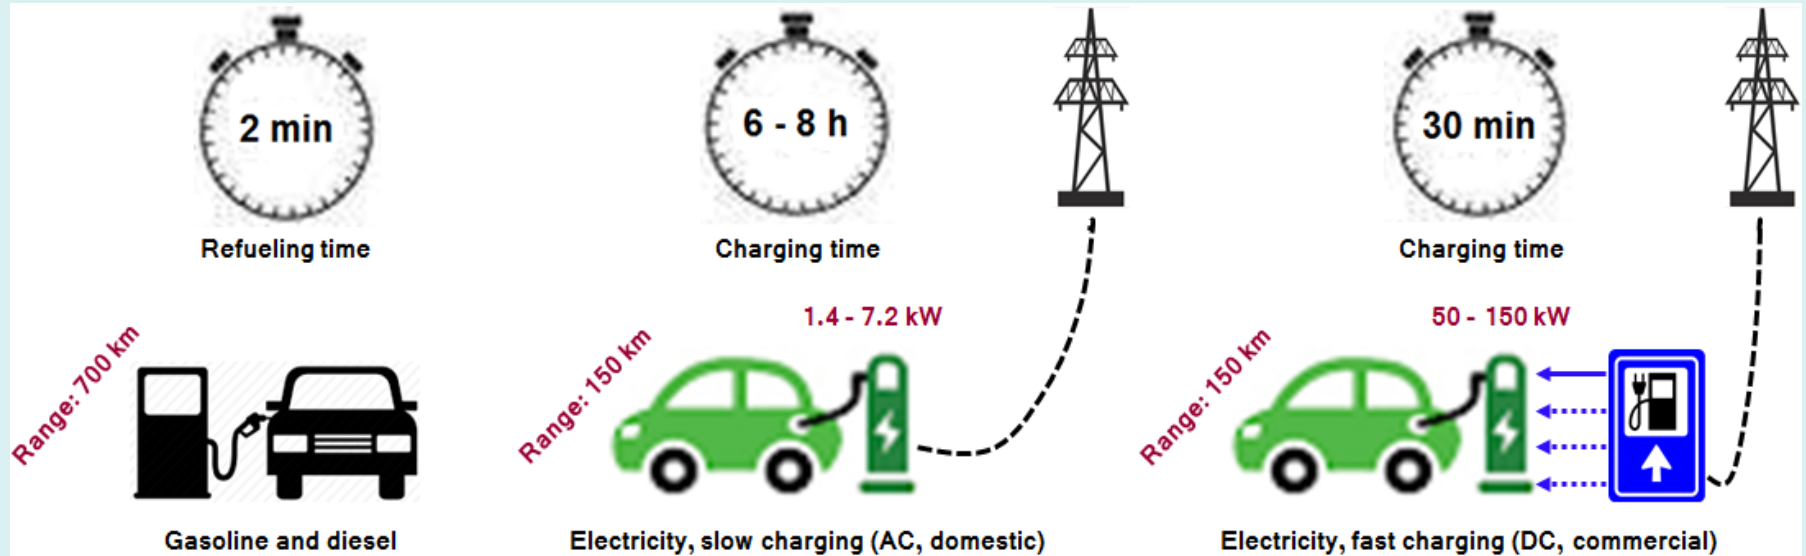 2 min
Refueling time
Range: 700 km
Gasoline and diesel
6 - 8 h
Charging time
1.4 - 7.2 kW
Range: 150 km
Electricity, slow charging (AC, domestic)
30 min
Charging time
50 - 150 kW
Range: 150 km
Electricity, fast charging (DC, commercial)